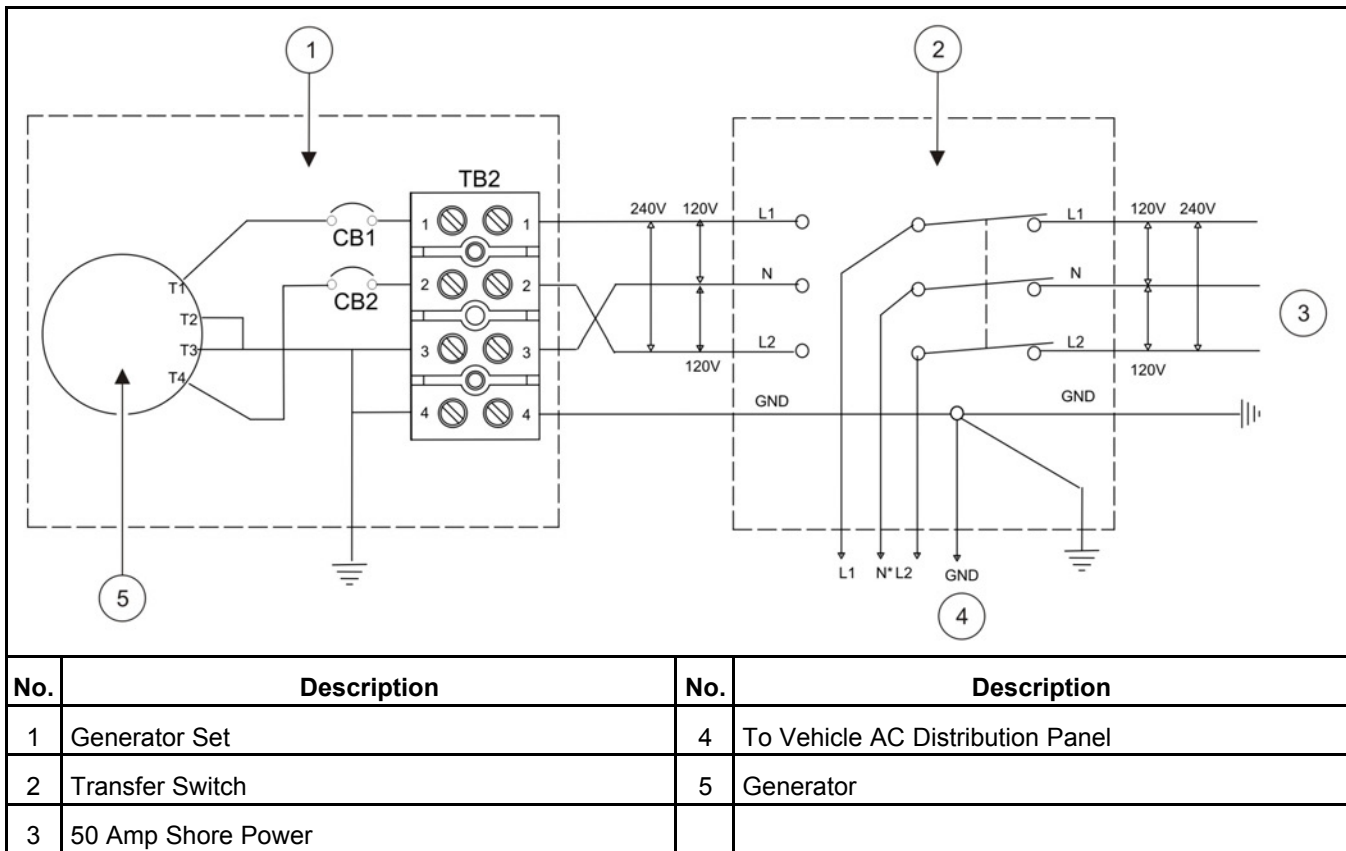 1
2
TB2
240V 120V L1
L1 120V 240V
1 1
CB1
T1
2 2
N
N
CB2
T2
3
T3
3 3
L2
L2
120V
120V
T4
4 4
GND
GND
L1 N* L2 GND
5
4
No. Description No. Description
1 Generator Set 4 To Vehicle AC Distribution Panel
2 Transfer Switch 5 Generator
3 50 Amp Shore Power